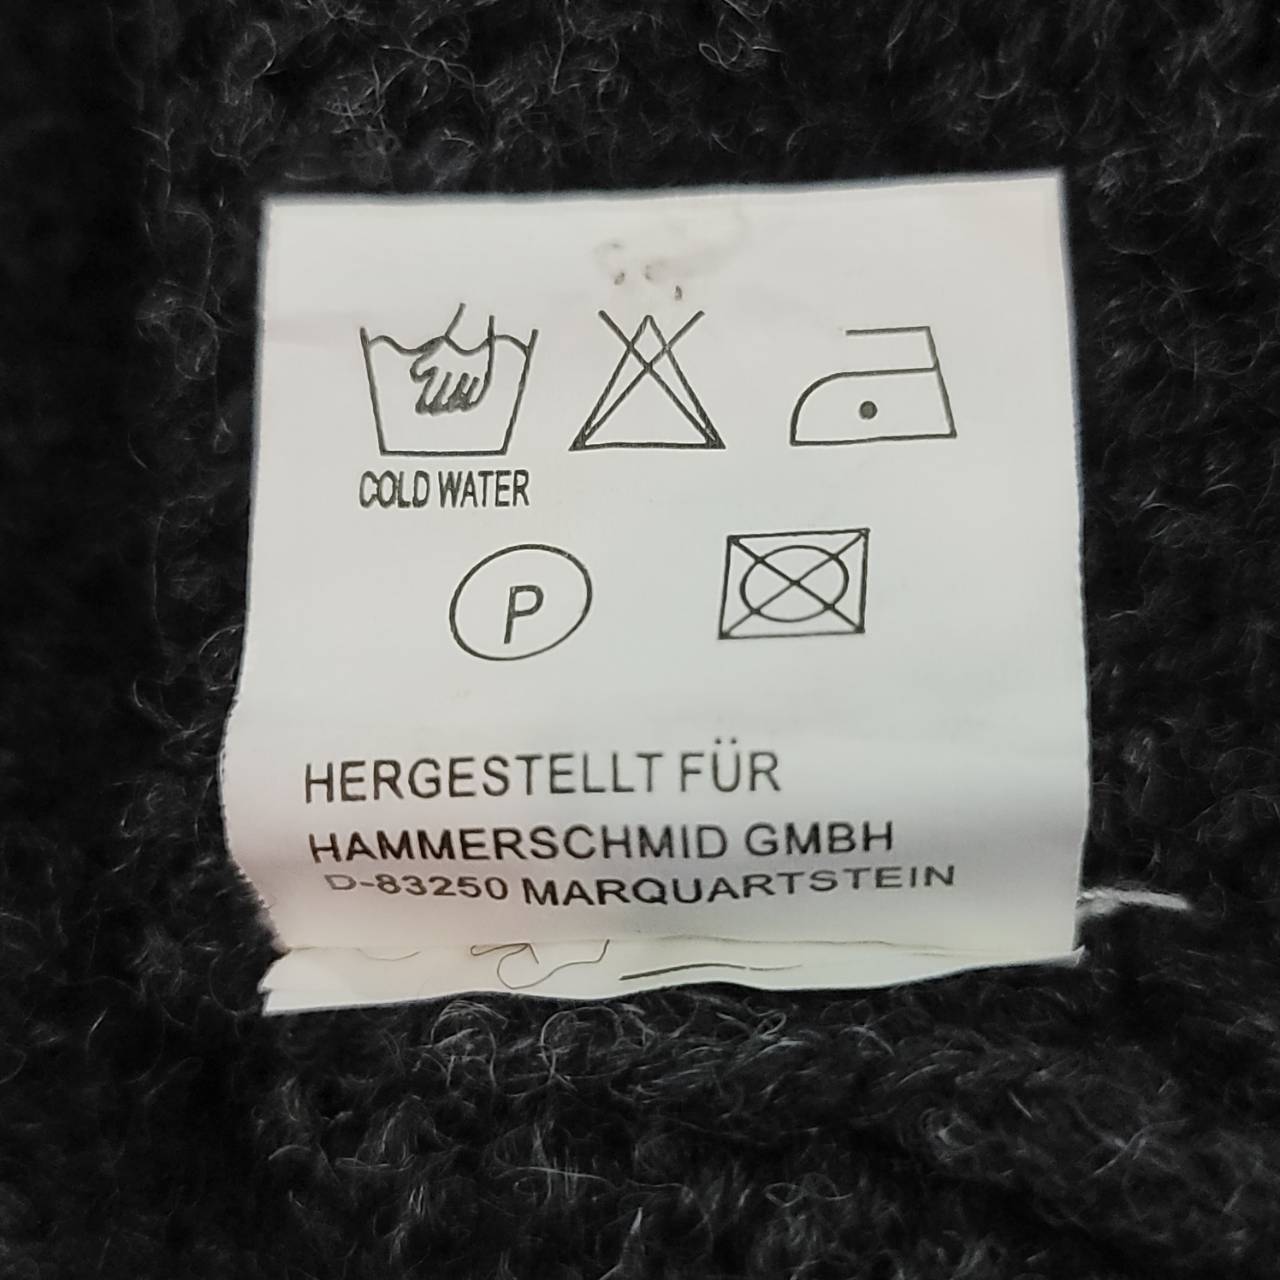 COLD WATER
P
HERGESTELLT FÜR
HAMMERSCHMID GMBH
D-83250 MARQUARTSTEIN